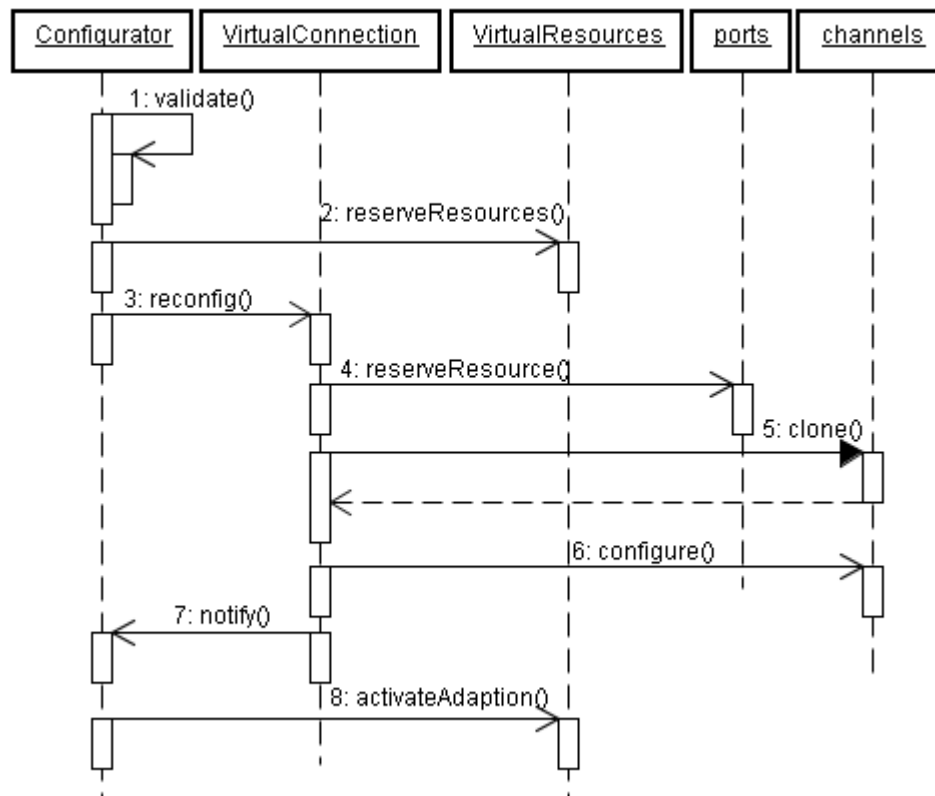 Configurator
VirtualConnection
VirtualResources
ports
channels
1: validate()
2: reserveResources()
3: reconfig()
4: reserveResource()
5: clone()
6: configure()
7: notify()
8: activateAdaption()